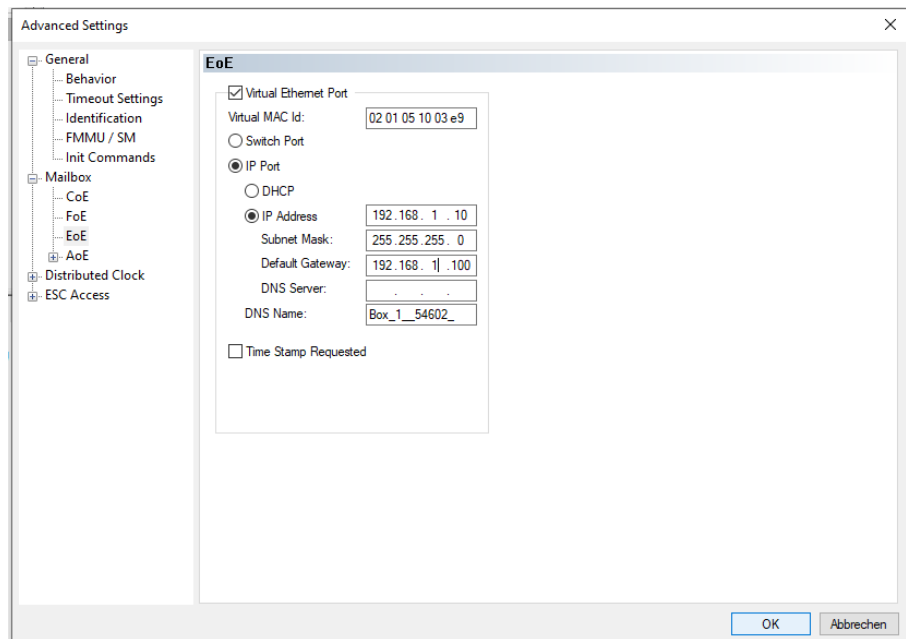 Advanced Settings
General
Behavior
Timeout Settings
Identification
FMMU / SM
Init Commands
Mailbox
CoE
FoE
EoE
AoE
Distributed Clock
ESC Access
EoE
Virtual Ethernet Port
Virtual MAC Id: 02 01 05 10 03 e9
Switch Port
IP Port
DHCP
IP Address 192.168. 1 . 10
Subnet Mask: 255.255.255. 0
Default Gateway: 192.168. 1 .100
DNS Server: . . .
DNS Name: Box_1__54602_
Time Stamp Requested
OK Abbrechen